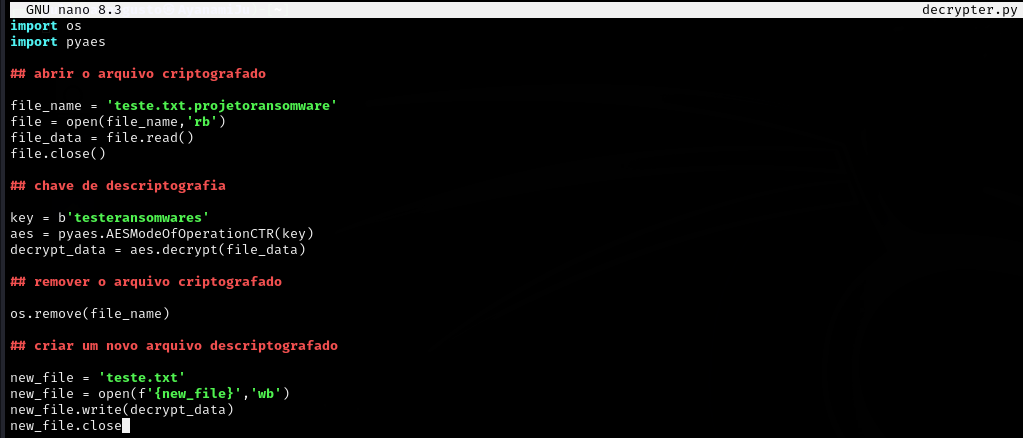 GNU nano 8.3 decrypter.py
import os
import pyaes
## abrir o arquivo criptografado
file_name = 'teste.txt.projetoransomware'
file = open(file_name,'rb')
file_data = file.read()
file.close()
## chave de descriptografia
key = b'testeransomwares'
aes = pyaes.AESModeOfOperationCTR(key)
decrypt_data = aes.decrypt(file_data)
## remover o arquivo criptografado
os.remove(file_name)
## criar um novo arquivo descriptografado
new_file = 'teste.txt'
new_file = open(f'{new_file}','wb')
new_file.write(decrypt_data)
new_file.close